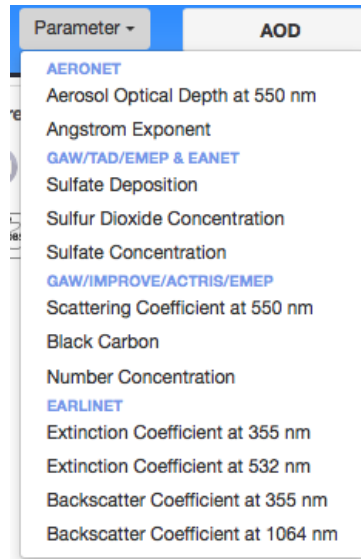 Parameter
AOD
AERONET
Aerosol Optical Depth at 550 nm
Angstrom Exponent
GAW/TAD/EMEP & EANET
Sulfate Deposition
Sulfur Dioxide Concentration
Sulfate Concentration
GAW/IMPROVE/ACTRIS/EMEP
Scattering Coefficient at 550 nm
Black Carbon
Number Concentration
EARLINET
Extinction Coefficient at 355 nm
Extinction Coefficient at 532 nm
Backscatter Coefficient at 355 nm
Backscatter Coefficient at 1064 nm